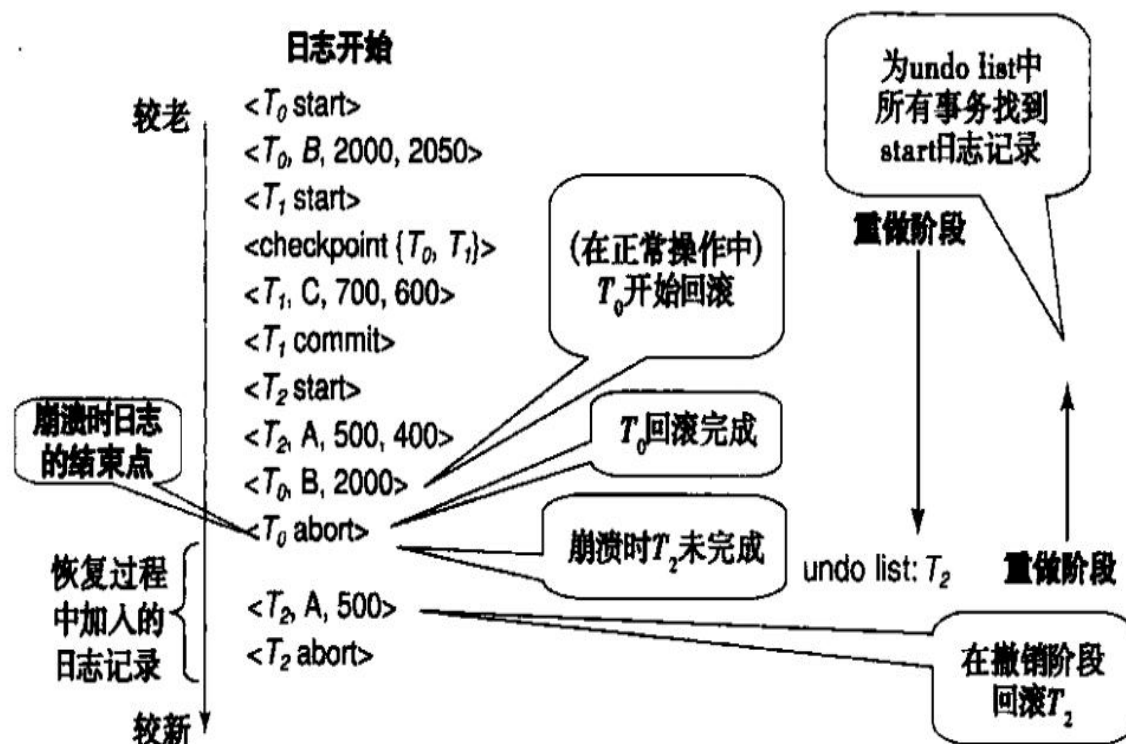 日志开始
较老
<T₀ start>
<T₀, B, 2000, 2050>
<T₁ start>
<checkpoint {T₀, T₁}>
<T₁, C, 700, 600>
<T₁ commit>
<T₂ start>
<T₂, A, 500, 400>
<T₀, B, 2000>
<T₀ abort>
<T₂, A, 500>
<T₂ abort>
较新
崩溃时日志
的结束点
恢复过程
中加入的
日志记录
(在正常操作中)
T₀开始回滚
T₀回滚完成
崩溃时T₂未完成
为undo list中
所有事务找到
start日志记录
重做阶段
undo list: T₂
重做阶段
在撤销阶段
回滚T₂